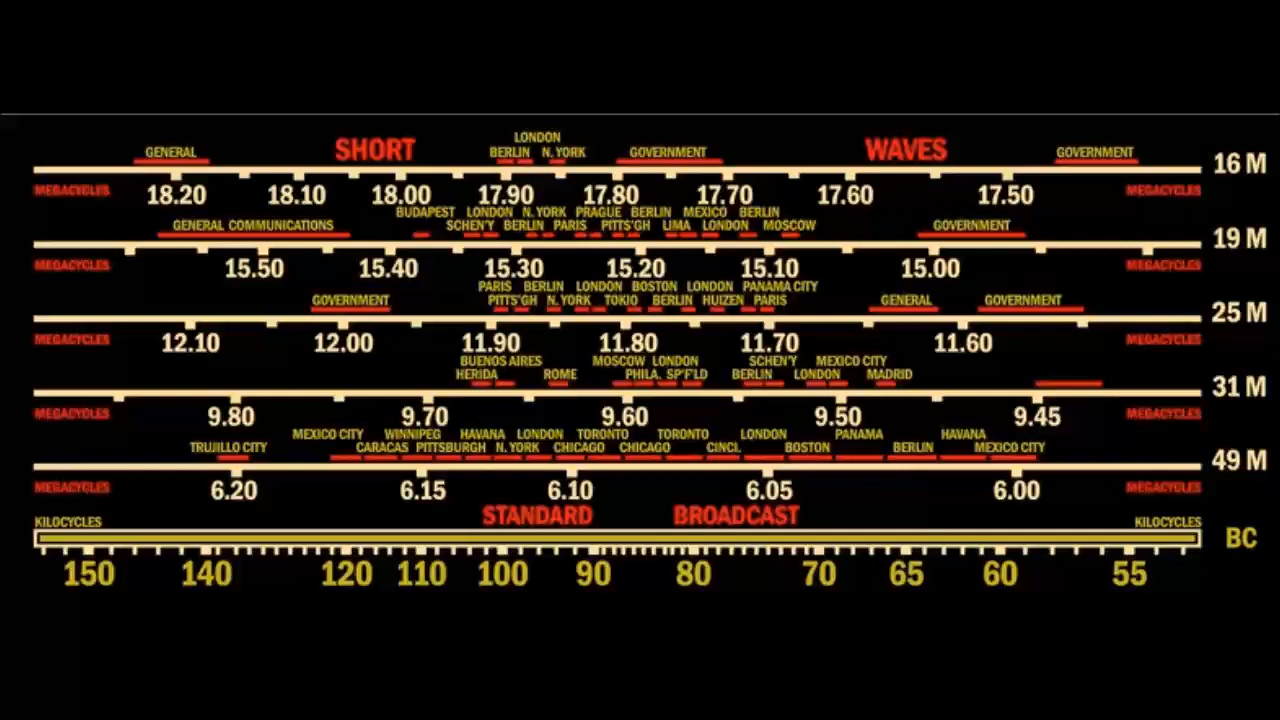 LONDON
GENERAL SHORT BERLIN N. YORK GOVERNMENT WAVES GOVERNMENT
16 M
MEGACYCLES 18.20 18.10 18.00 17.90 17.80 17.70 17.60 17.50 MEGACYCLES
BUDAPEST LONDON N. YORK PRAGUE BERLIN MEXICO BERLIN
GENERAL COMMUNICATIONS SCHEN'Y BERLIN PARIS PITTS'GH LIMA LONDON MOSCOW GOVERNMENT
19 M
MEGACYCLES 15.50 15.40 15.30 15.20 15.10 15.00 MEGACYCLES
PARIS BERLIN LONDON BOSTON LONDON PANAMA CITY
GOVERNMENT PITTS'GH N. YORK TOKIO BERLIN HUIZEN PARIS GENERAL GOVERNMENT
25 M
MEGACYCLES 12.10 12.00 11.90 11.80 11.70 11.60 MEGACYCLES
BUENOS AIRES MOSCOW LONDON SCHEN'Y MEXICO CITY
HERIDA ROME PHILA. SP'F'LD BERLIN LONDON MADRID
31 M
MEGACYCLES 9.80 9.70 9.60 9.50 9.45 MEGACYCLES
MEXICO CITY WINNIPEG HAVANA LONDON TORONTO TORONTO LONDON PANAMA HAVANA
TRUJILLO CITY CARACAS PITTSBURGH N. YORK CHICAGO CHICAGO CINCI. BOSTON BERLIN MEXICO CITY
49 M
MEGACYCLES 6.20 6.15 6.10 6.05 6.00 MEGACYCLES
STANDARD BROADCAST
KILOCYCLES KILOCYCLES
BC
150 140 120 110 100 90 80 70 65 60 55